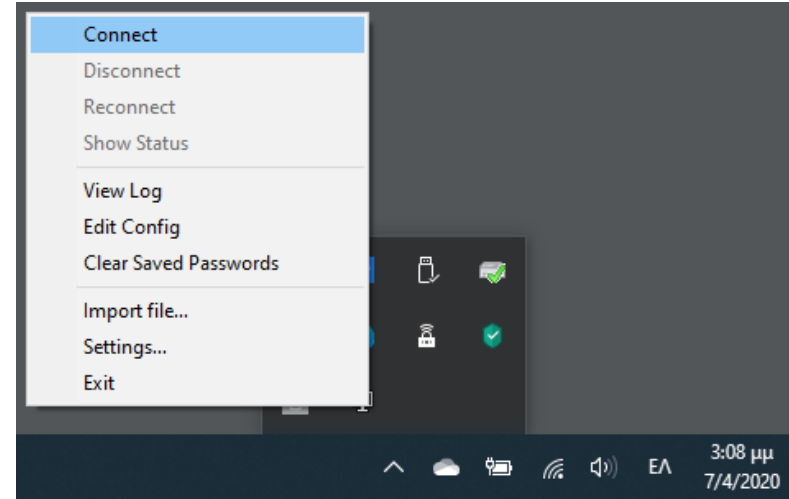 Connect
Disconnect
Reconnect
Show Status
View Log
Edit Config
Clear Saved Passwords
Import file...
Settings...
Exit
ΕΛ
3:08 μμ
7/4/2020